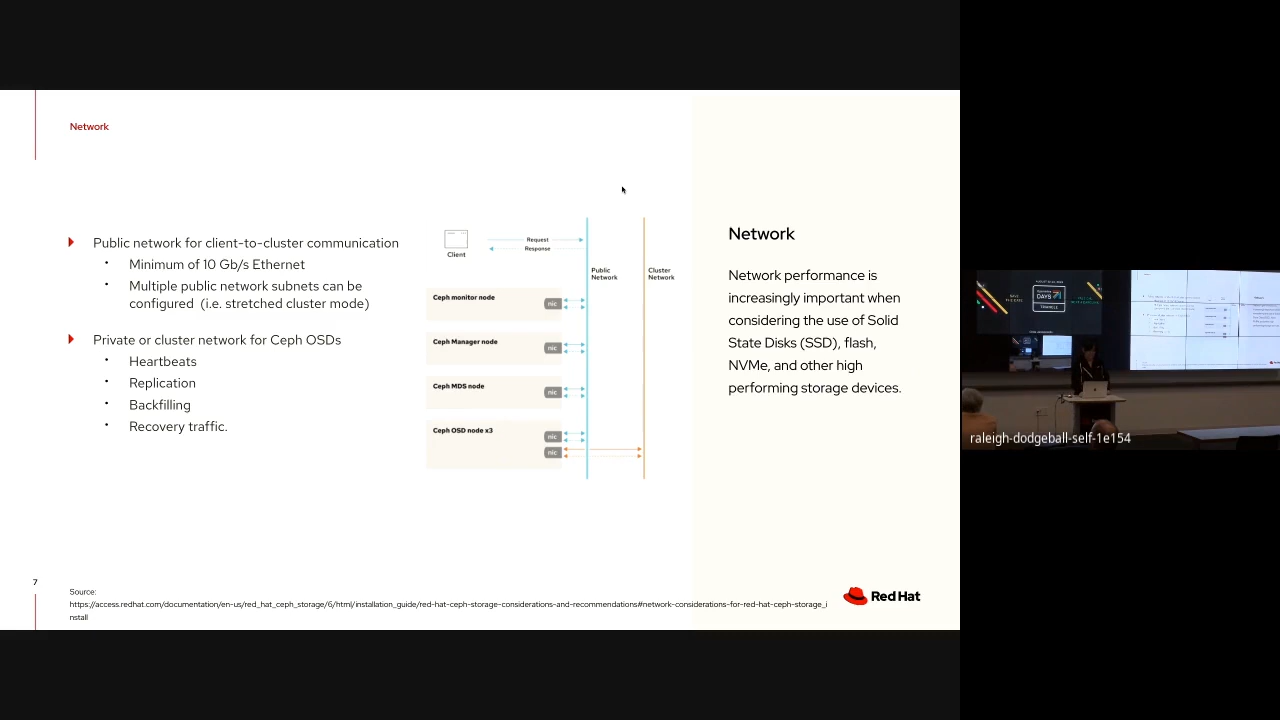 Network
Public network for client-to-cluster communication
Minimum of 10 Gb/s Ethernet
Multiple public network subnets can be
configured (i.e. stretched cluster mode)
Private or cluster network for Ceph OSDs
Heartbeats
Replication
Backfilling
Recovery traffic.
Client
Request
Response
Public
Network
Cluster
Network
Ceph monitor node
nic
Ceph Manager node
nic
Ceph MDS node
nic
Ceph OSD node x3
nic
nic
Network
Network performance is
increasingly important when
considering the use of Solid
State Disks (SSD), flash,
NVMe, and other high
performing storage devices.
7
Source:
https://access.redhat.com/documentation/en-us/red_hat_ceph_storage/6/html/installation_guide/red-hat-ceph-storage-considerations-and-recommendations#network-considerations-for-red-hat-ceph-storage_i
nstall
Red Hat
DAYS
raleigh-dodgeball-self-1e154